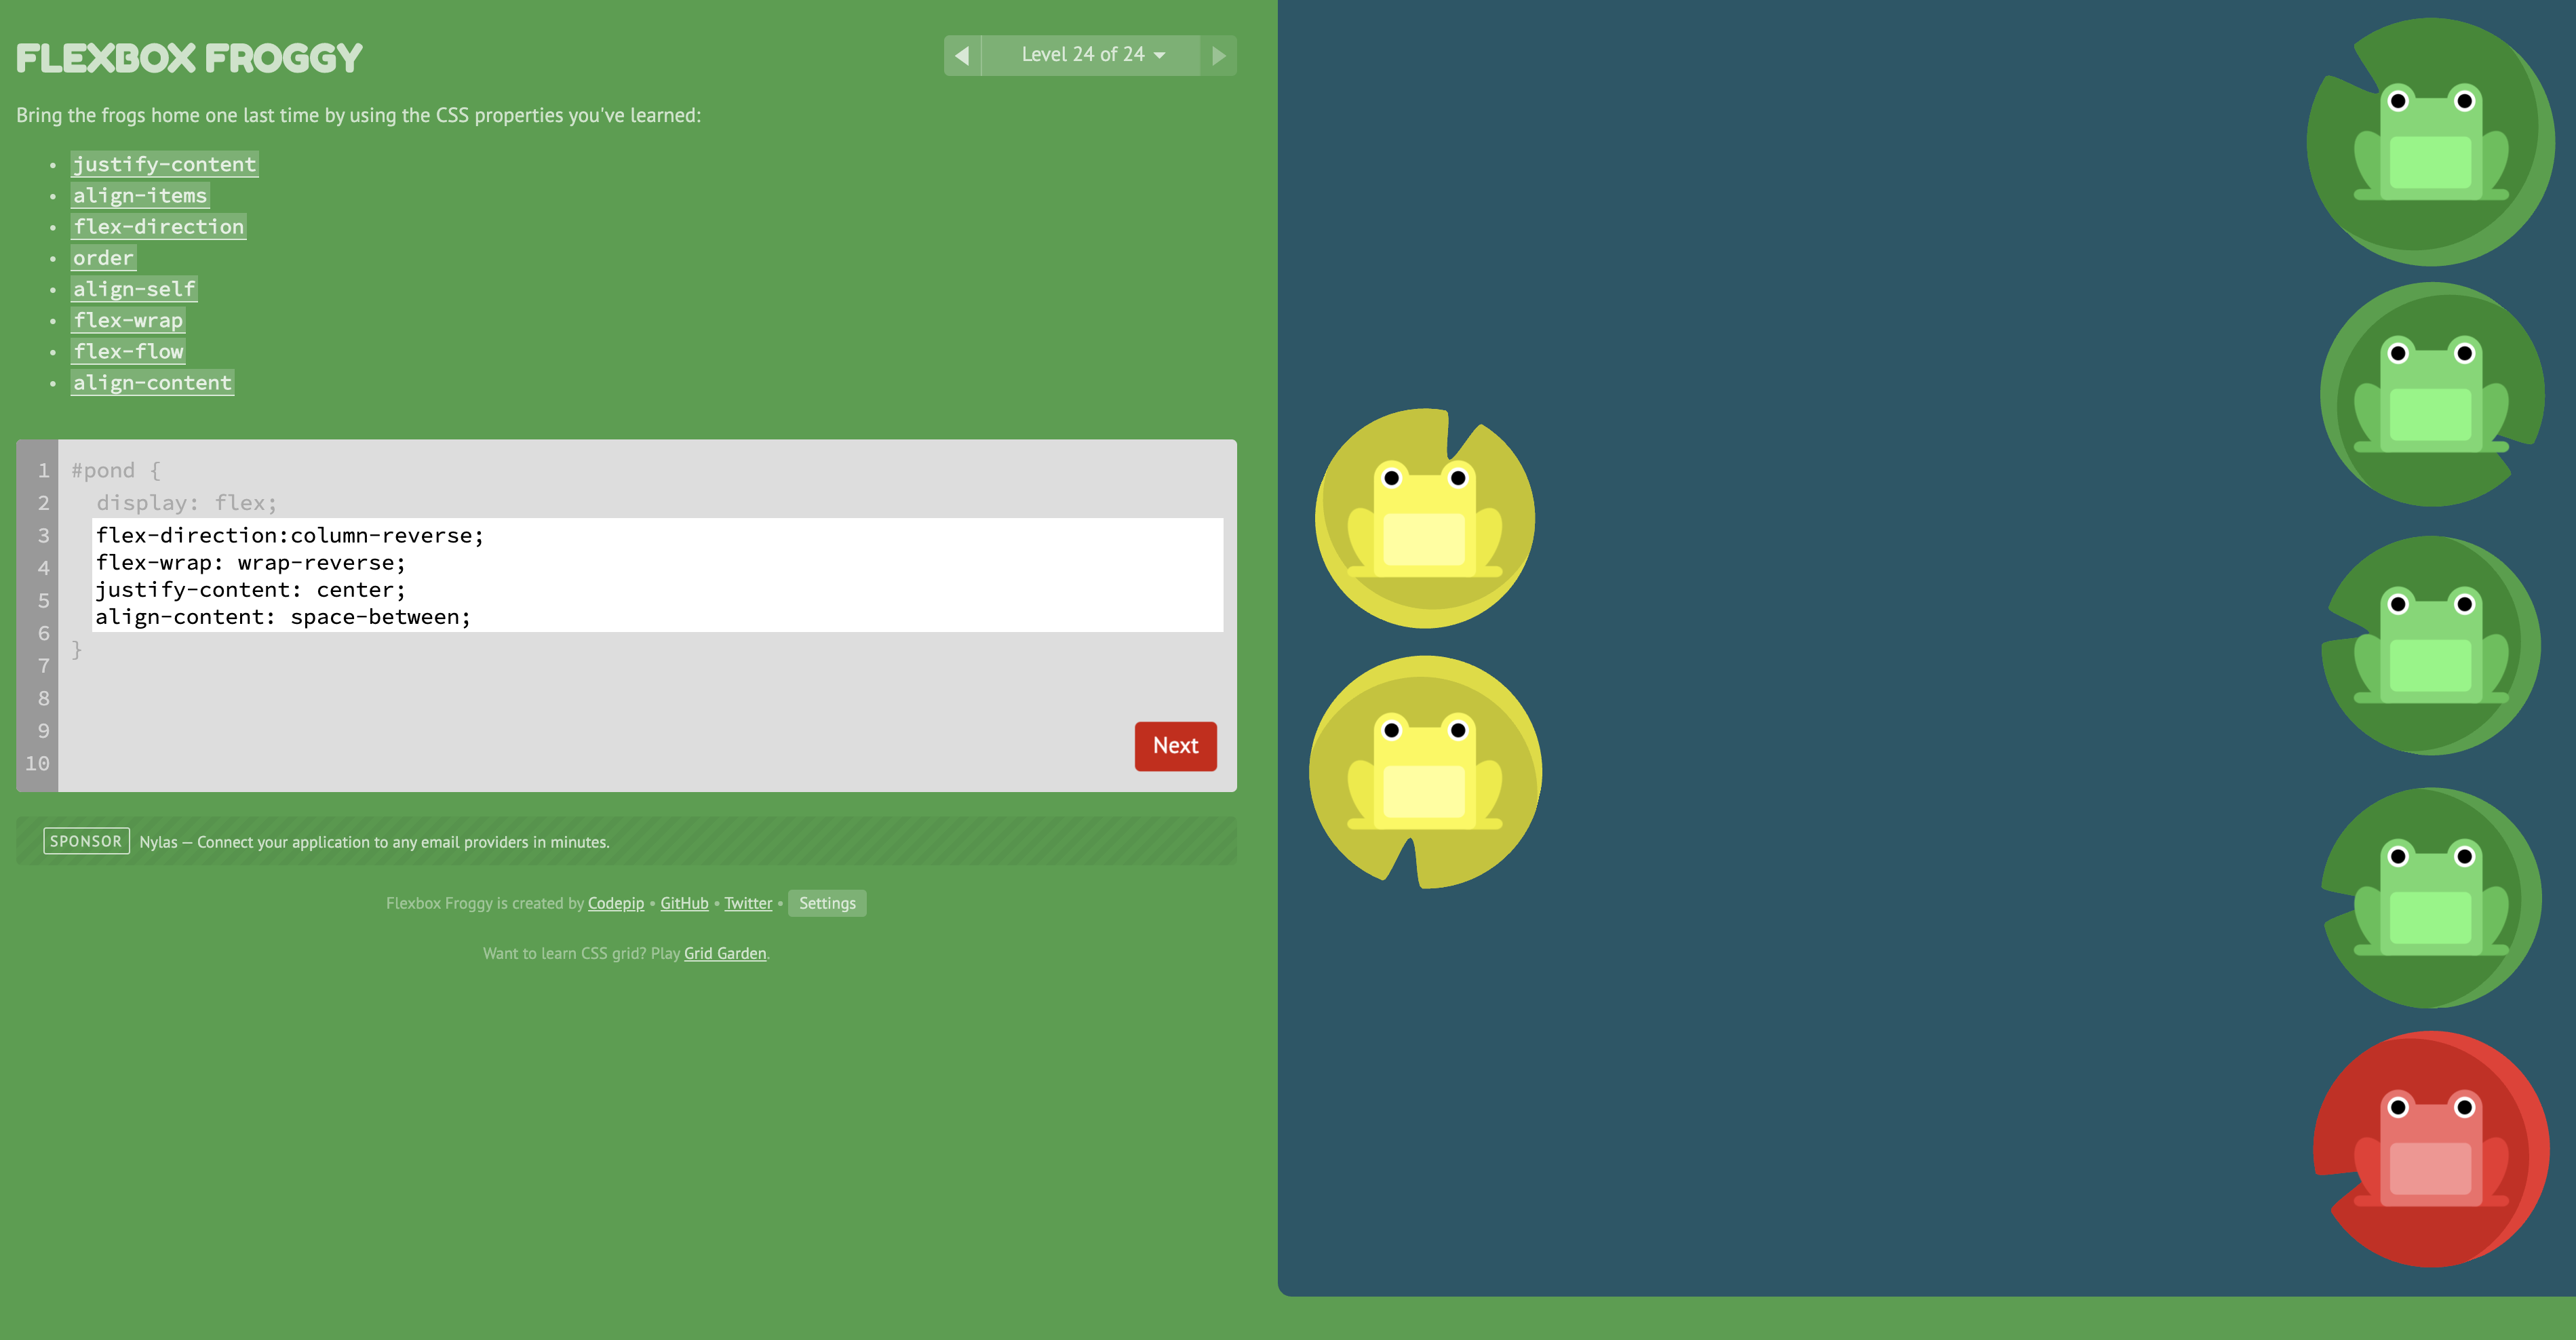 FLEXBOX FROGGY
Level 24 of 24
Bring the frogs home one last time by using the CSS properties you've learned:
• justify-content
• align-items
• flex-direction
• order
• align-self
• flex-wrap
• flex-flow
• align-content
1 #pond {
2 display: flex;
3 flex-direction:column-reverse;
4 flex-wrap: wrap-reverse;
5 justify-content: center;
6 align-content: space-between;
7 }
8
9
10
Next
SPONSOR Nylas — Connect your application to any email providers in minutes.
Flexbox Froggy is created by Codepip • GitHub • Twitter • Settings
Want to learn CSS grid? Play Grid Garden.